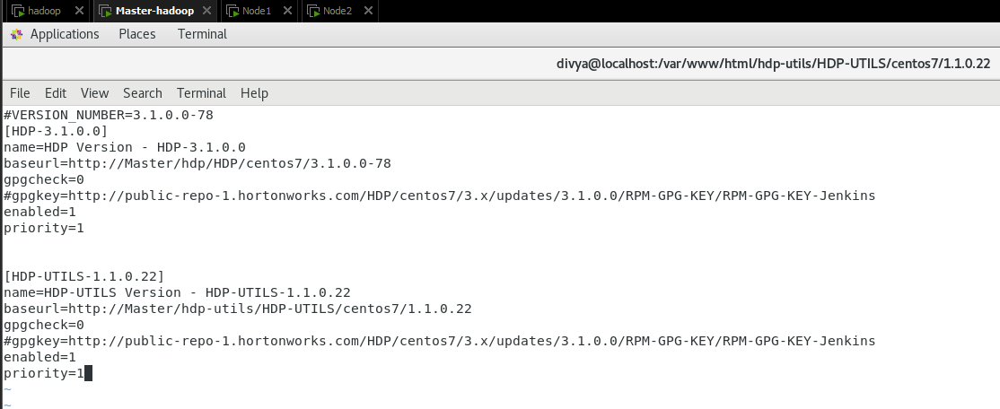 hadoop Master-hadoop Node1 Node2
Applications Places Terminal
divya@localhost:/var/www/html/hdp-utils/HDP-UTILS/centos7/1.1.0.22
File Edit View Search Terminal Help
#VERSION_NUMBER=3.1.0.0-78
[HDP-3.1.0.0]
name=HDP Version - HDP-3.1.0.0
baseurl=http://Master/hdp/HDP/centos7/3.1.0.0-78
gpgcheck=0
#gpgkey=http://public-repo-1.hortonworks.com/HDP/centos7/3.x/updates/3.1.0.0/RPM-GPG-KEY/RPM-GPG-KEY-Jenkins
enabled=1
priority=1
[HDP-UTILS-1.1.0.22]
name=HDP-UTILS Version - HDP-UTILS-1.1.0.22
baseurl=http://Master/hdp-utils/HDP-UTILS/centos7/1.1.0.22
gpgcheck=0
#gpgkey=http://public-repo-1.hortonworks.com/HDP/centos7/3.x/updates/3.1.0.0/RPM-GPG-KEY/RPM-GPG-KEY-Jenkins
enabled=1
priority=1
~
~